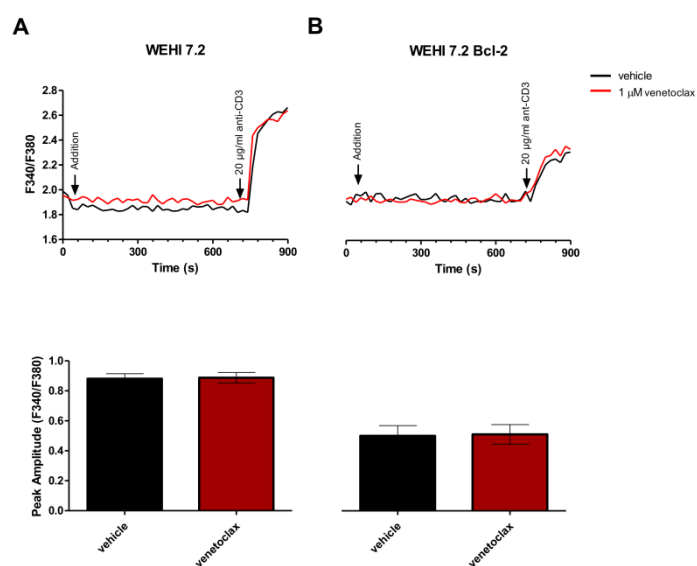 A
B
WEHI 7.2
WEHI 7.2 Bcl-2
vehicle
1 μM venetoclax
F340/F380
2.8
2.6
2.4
2.2
2.0
1.8
1.6
Addition
20 μg/ml anti-CD3
0 300 600 900
Time (s)
Addition
20 μg/ml ant-CD3
0 300 600 900
Time (s)
Peak Amplitude (F340/F380)
1.0
0.8
0.6
0.4
0.2
0.0
vehicle
venetoclax
vehicle
venetoclax